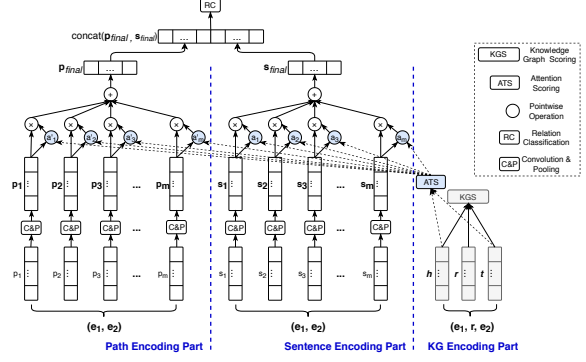 RC
concat(p_final , s_final)
... ...
p_final ... s_final ...
+ +
× × × × × × × ×
a'1 a'2 a'3 a'm a1 a2 a3 am
p1 p2 p3 ... pm s1 s2 s3 ... sm
ATS
KGS
C&P C&P C&P ... C&P C&P C&P C&P ... C&P
p1 p2 p3 ... pm s1 s2 s3 ... sm h r t
(e1, e2) (e1, e2) (e1, r, e2)
Path Encoding Part Sentence Encoding Part KG Encoding Part
KGS Knowledge
Graph Scoring
ATS Attention
Scoring
Pointwise
Operation
RC Relation
Classification
C&P Convolution &
Pooling